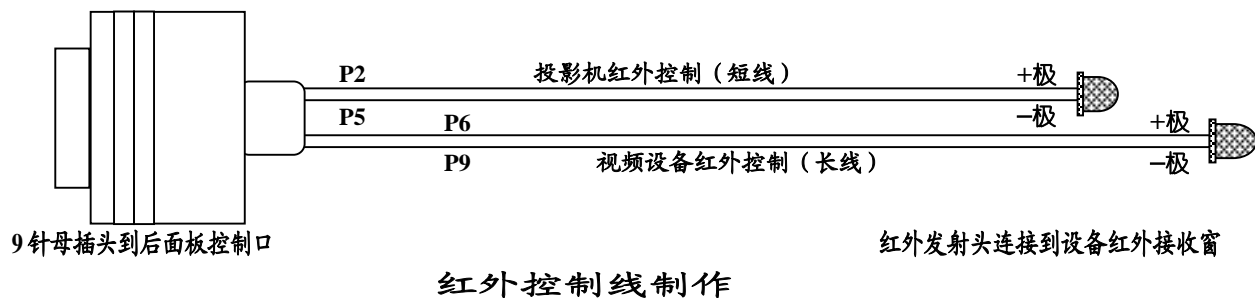 P2 投影机红外控制（短线） +极
P5 −极
P6 +极
P9 视频设备红外控制（长线） −极
9针母插头到后面板控制口 红外发射头连接到设备红外接收窗
红外控制线制作